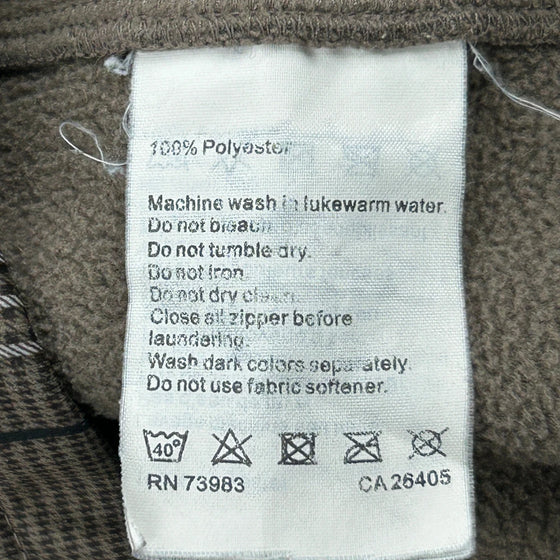 100% Polyester
Machine wash in lukewarm water.
Do not bleach
Do not tumble dry.
Do not iron
Do not dry clean.
Close all zipper before
laundering.
Wash dark colors separately.
Do not use fabric softener.
40°
RN 73983 CA 26405